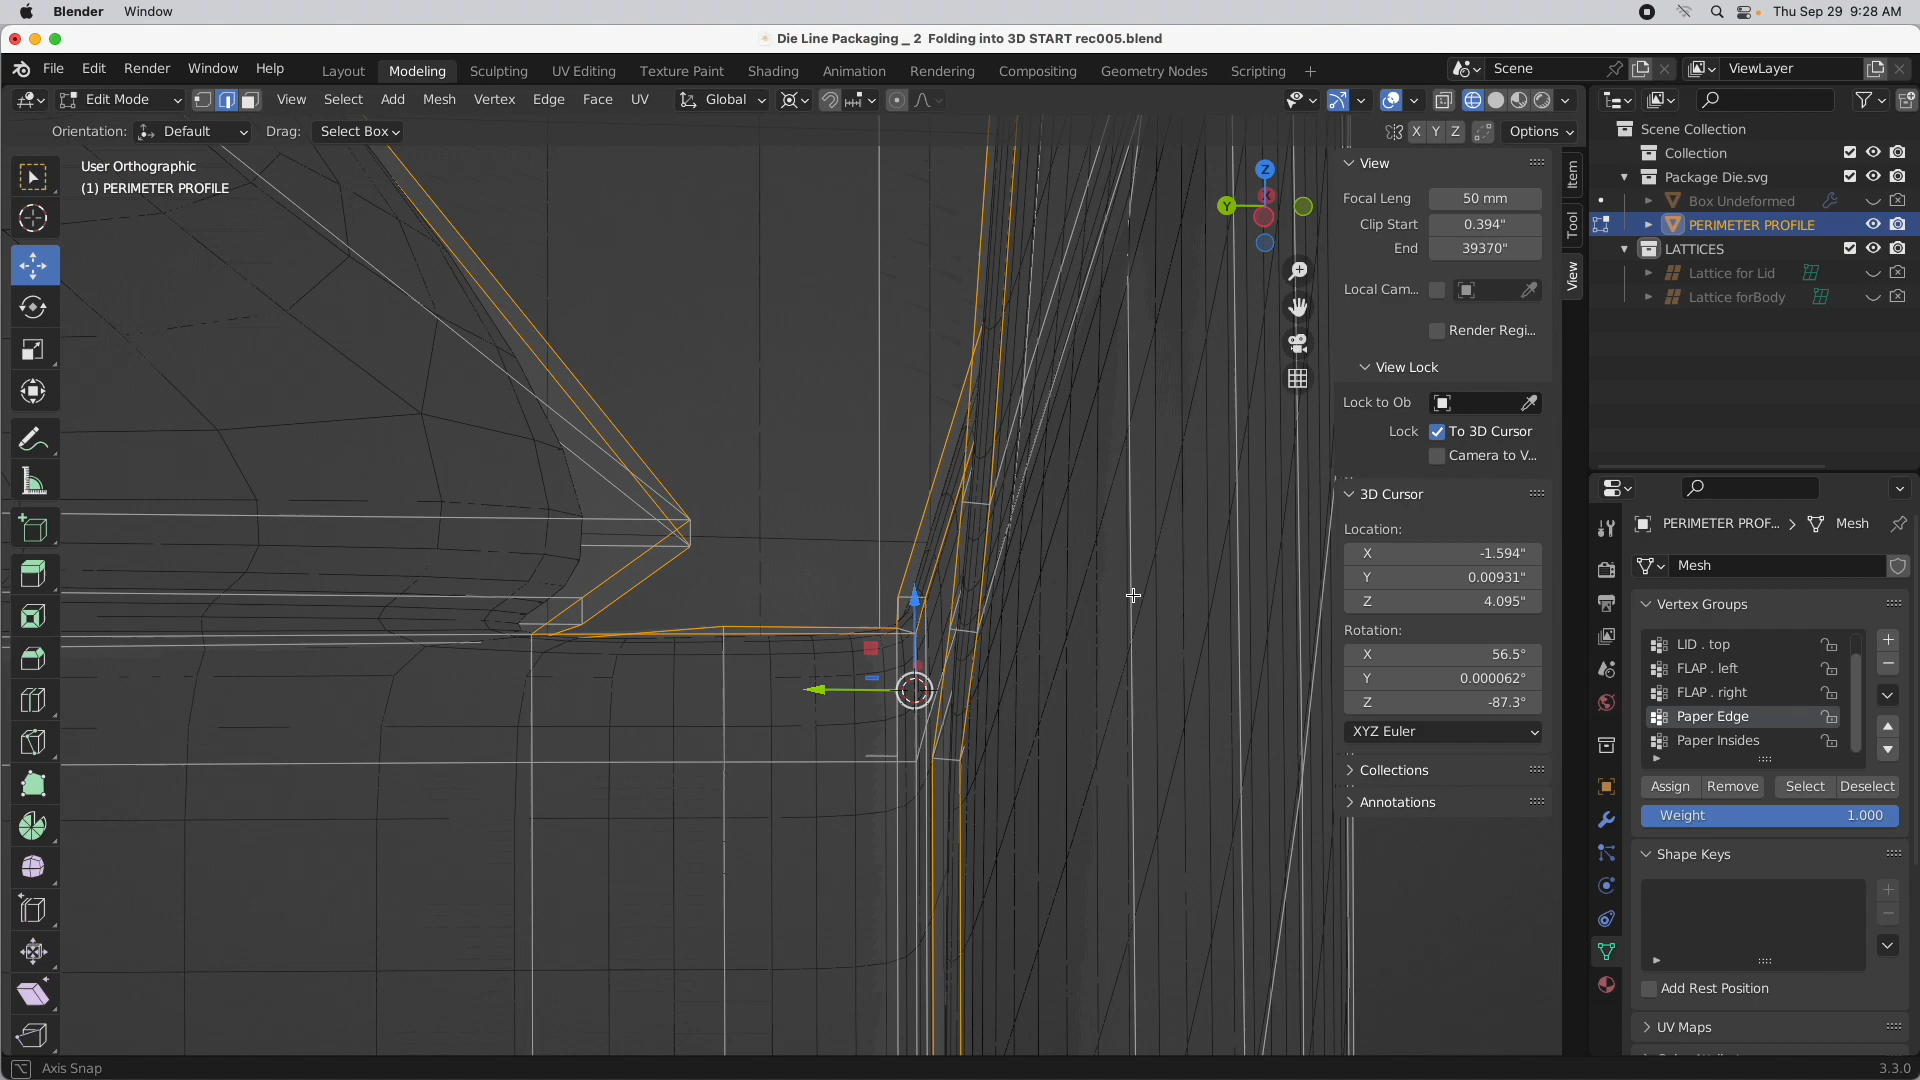 Blender Window
Thu Sep 29 9:28 AM
Die Line Packaging _ 2 Folding into 3D START rec005.blend
File Edit Render Window Help
Layout Modeling Sculpting UV Editing Texture Paint Shading Animation Rendering Compositing Geometry Nodes Scripting +
Scene
ViewLayer
Edit Mode
View Select Add Mesh Vertex Edge Face UV
Global
Orientation: Default Drag: Select Box
X Y Z Options
User Orthographic
(1) PERIMETER PROFILE
Z
Y
X
View
Focal Leng 50 mm
Clip Start 0.394"
End 39370"
Local Cam...
Render Regi...
View Lock
Lock to Ob
Lock To 3D Cursor
Camera to V...
3D Cursor
Location:
X -1.594"
Y 0.00931"
Z 4.095"
Rotation:
X 56.5°
Y 0.000062°
Z -87.3°
XYZ Euler
Collections
Annotations
Item
Tool
View
Scene Collection
Collection
Package Die.svg
Box Undeformed
PERIMETER PROFILE
LATTICES
Lattice for Lid
Lattice forBody
PERIMETER PROF... Mesh
Mesh
Vertex Groups
LID . top
FLAP . left
FLAP . right
Paper Edge
Paper Insides
Assign Remove Select Deselect
Weight 1.000
Shape Keys
Add Rest Position
UV Maps
Axis Snap
3.3.0